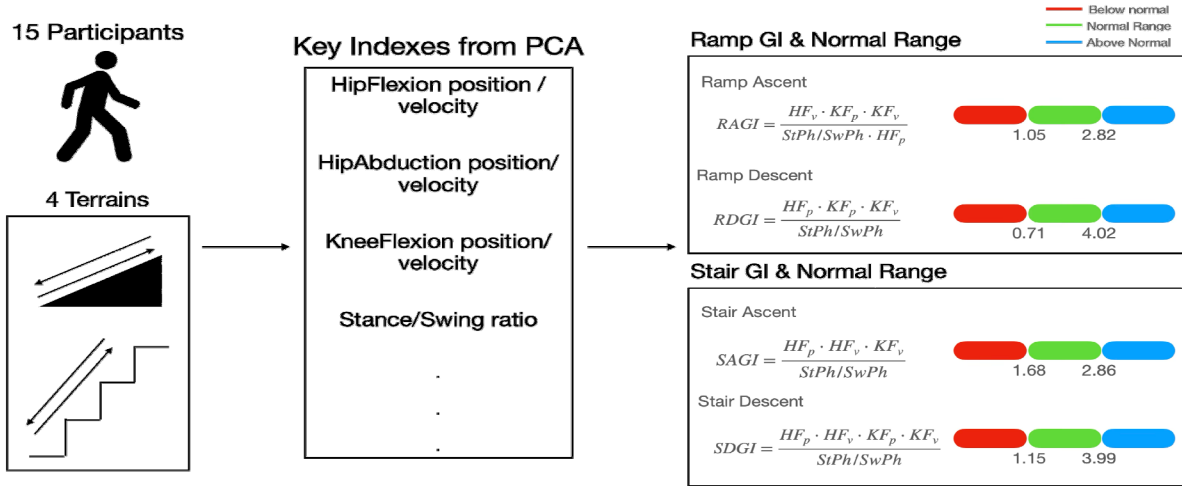 15 Participants
4 Terrains
Key Indexes from PCA
HipFlexion position /
velocity
HipAbduction position/
velocity
KneeFlexion position/
velocity
Stance/Swing ratio
.
.
.
Below normal
Normal Range
Above Normal
Ramp GI & Normal Range
Ramp Ascent
RAGI = HF_v · KF_p · KF_v / StPh/SwPh · HF_p
1.05 2.82
Ramp Descent
RDGI = HF_p · KF_p · KF_v / StPh/SwPh
0.71 4.02
Stair GI & Normal Range
Stair Ascent
SAGI = HF_p · HF_v · KF_v / StPh/SwPh
1.68 2.86
Stair Descent
SDGI = HF_p · HF_v · KF_p · KF_v / StPh/SwPh
1.15 3.99